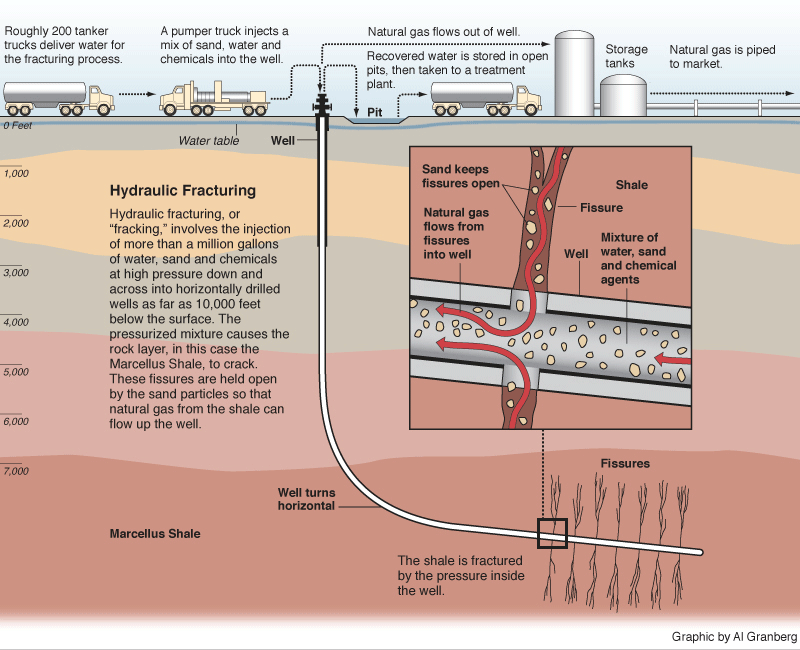 Roughly 200 tanker
trucks deliver water for
the fracturing process.
A pumper truck injects a
mix of sand, water and
chemicals into the well.
Natural gas flows out of well.
Recovered water is stored in open
pits, then taken to a treatment
plant.
Storage
tanks
Natural gas is piped
to market.
Pit
0 Feet
Water table
Well
1,000
2,000
3,000
4,000
5,000
6,000
7,000
Hydraulic Fracturing
Hydraulic fracturing, or
“fracking,” involves the injection
of more than a million gallons
of water, sand and chemicals
at high pressure down and
across into horizontally drilled
wells as far as 10,000 feet
below the surface. The
pressurized mixture causes the
rock layer, in this case the
Marcellus Shale, to crack.
These fissures are held open
by the sand particles so that
natural gas from the shale can
flow up the well.
Sand keeps
fissures open
Shale
Fissure
Natural gas
flows from
fissures
into well
Well
Mixture of
water, sand
and chemical
agents
Fissures
Well turns
horizontal
Marcellus Shale
The shale is fractured
by the pressure inside
the well.
Graphic by Al Granberg